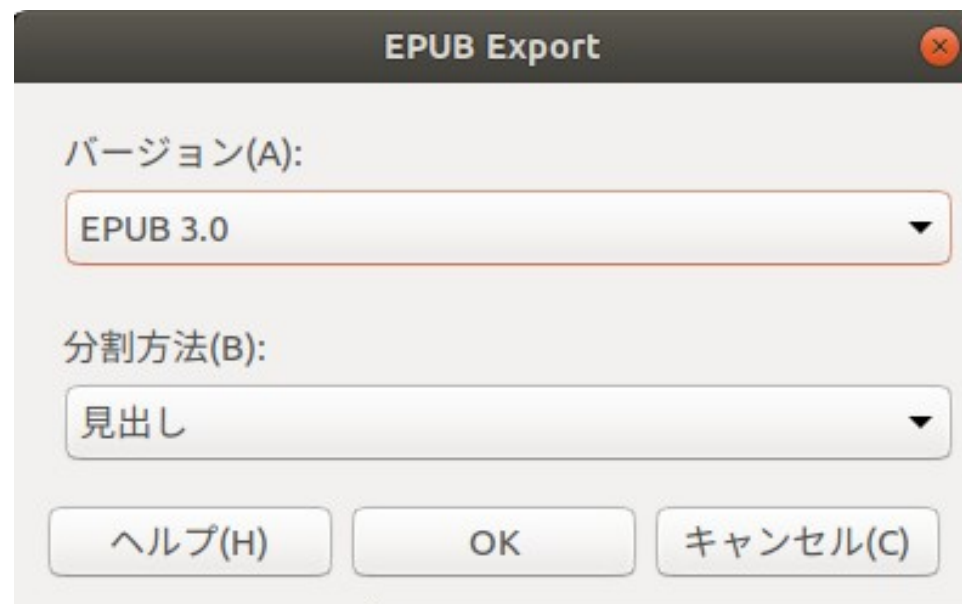 EPUB Export
バージョン(A):
EPUB 3.0
分割方法(B):
見出し
ヘルプ(H) OK キャンセル(C)